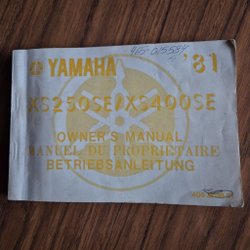 YAMAHA '81
XS250SE/XS400SE
OWNER'S MANUAL
MANUEL DU PROPRIETAIRE
BETRIEBSANLEITUNG